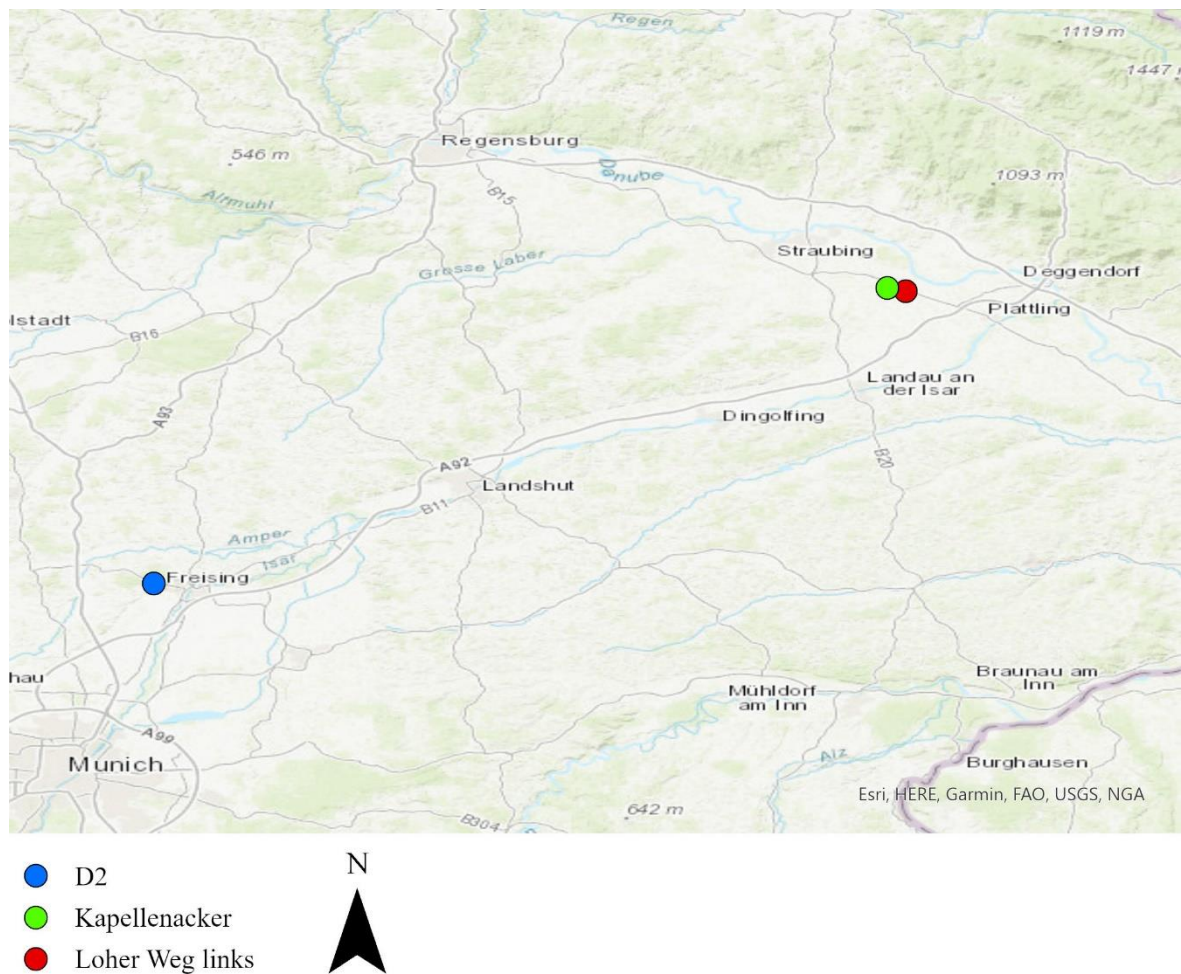 Regen
1119 m
1447 m
Regensburg
546 m
Danube
1093 m
B15
Altmuhl
Straubing
Grosse Laber
Deggendorf
Plattling
lstadt
B16
Landau an
der Isar
A93
Dingolfing
A92
B20
Landshut
B11
Amper
Isar
Freising
hau
Braunau am
Inn
Mühldorf
am Inn
A99
Alz
Munich
Burghausen
Esri, HERE, Garmin, FAO, USGS, NGA
642 m
B304
N
D2
Kapellenacker
Loher Weg links